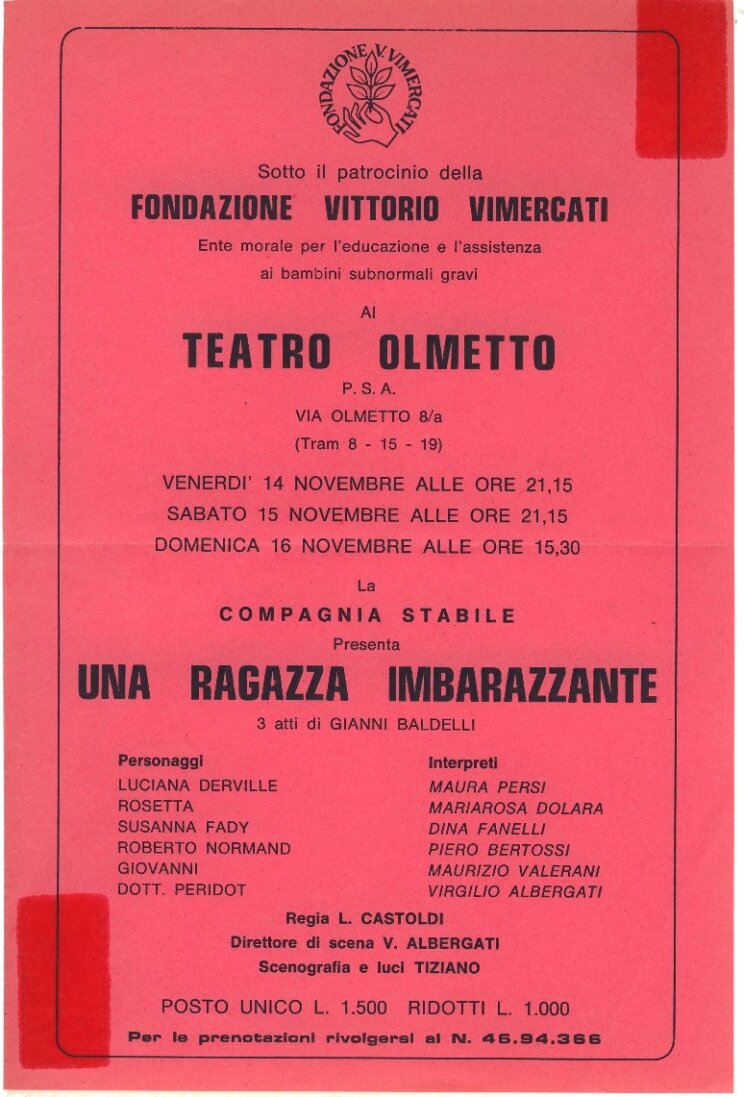 FONDAZIONE V. VIMERCATI
Sotto il patrocinio della
FONDAZIONE VITTORIO VIMERCATI
Ente morale per l'educazione e l'assistenza
ai bambini subnormali gravi
Al
TEATRO OLMETTO
P. S. A.
VIA OLMETTO 8/a
(Tram 8 - 15 - 19)
VENERDI' 14 NOVEMBRE ALLE ORE 21,15
SABATO 15 NOVEMBRE ALLE ORE 21,15
DOMENICA 16 NOVEMBRE ALLE ORE 15,30
La
COMPAGNIA STABILE
Presenta
UNA RAGAZZA IMBARAZZANTE
3 atti di GIANNI BALDELLI
Personaggi Interpreti
LUCIANA DERVILLE MAURA PERSI
ROSETTA MARIAROSA DOLARA
SUSANNA FADY DINA FANELLI
ROBERTO NORMAND PIERO BERTOSSI
GIOVANNI MAURIZIO VALERANI
DOTT. PERIDOT VIRGILIO ALBERGATI
Regia L. CASTOLDI
Direttore di scena V. ALBERGATI
Scenografia e luci TIZIANO
POSTO UNICO L. 1.500 RIDOTTI L. 1.000
Per le prenotazioni rivolgersi al N. 46.94.366